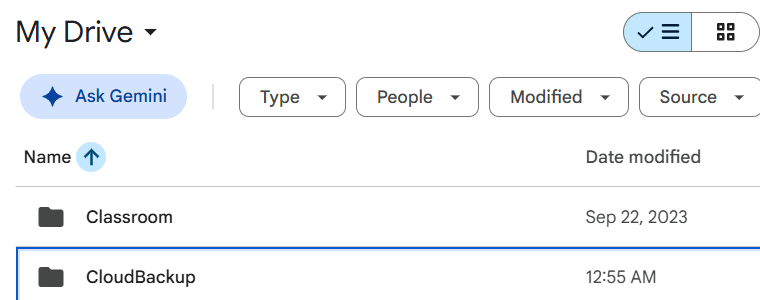 My Drive
Ask Gemini Type People Modified Source
Name Date modified
Classroom Sep 22, 2023
CloudBackup 12:55 AM